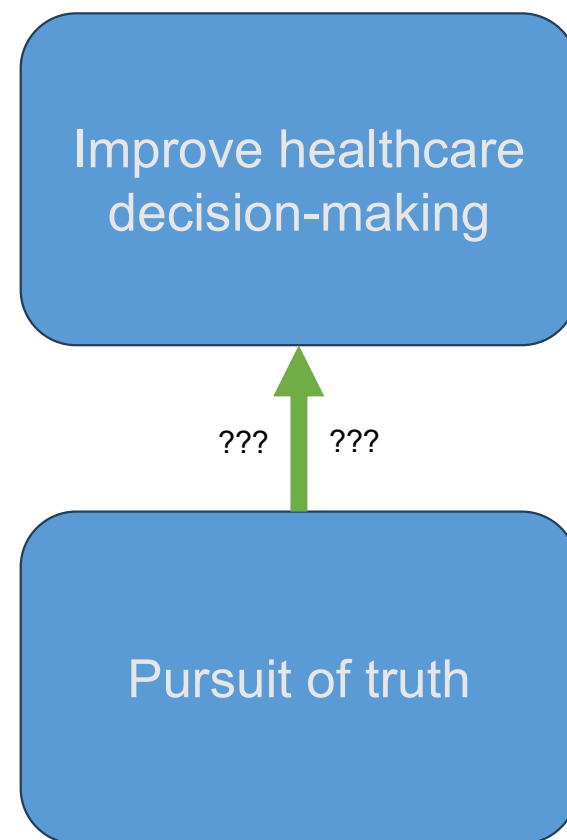 Improve healthcare
decision-making
??? ???
Pursuit of truth